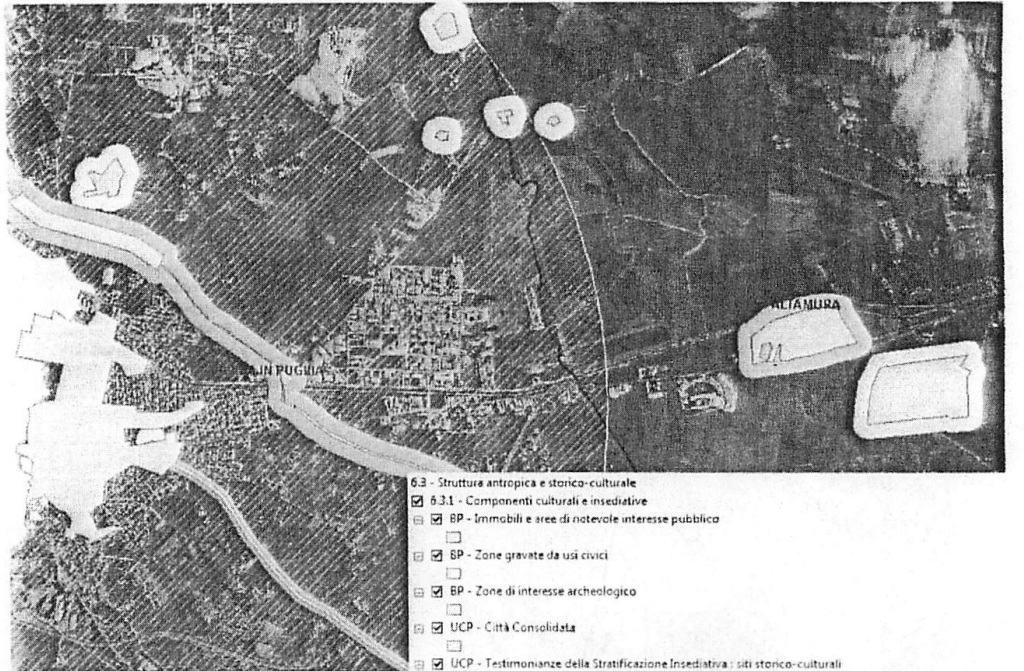 ALTAMURA
IN PUGLIA
6.3 - Struttura antropica e storico-culturale
6.3.1 - Componenti culturali e insediative
BP - Immobili e aree di notevole interesse pubblico
BP - Zone gravate da usi civici
BP - Zone di interesse archeologico
UCP - Città Consolidata
UCP - Testimonianze della Stratificazione Insediativa : siti storico-culturali